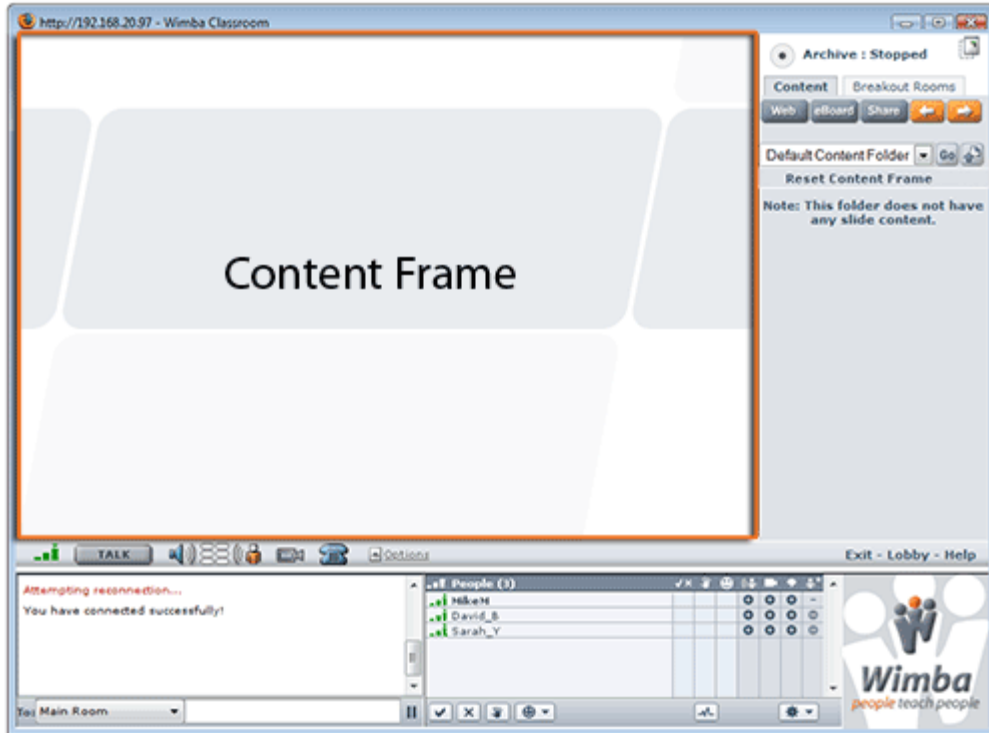 http://192.168.20.97 - Wimba Classroom
Archive : Stopped
Content Breakout Rooms
Web eBoard Share
Default Content Folder Go
Reset Content Frame
Note: This folder does not have
any slide content.
Content Frame
TALK Options Exit - Lobby - Help
Attempting reconnection...
You have connected successfully!
People (3)
MikeM
David_B
Sarah_Y
To: Main Room
Wimba
people teach people